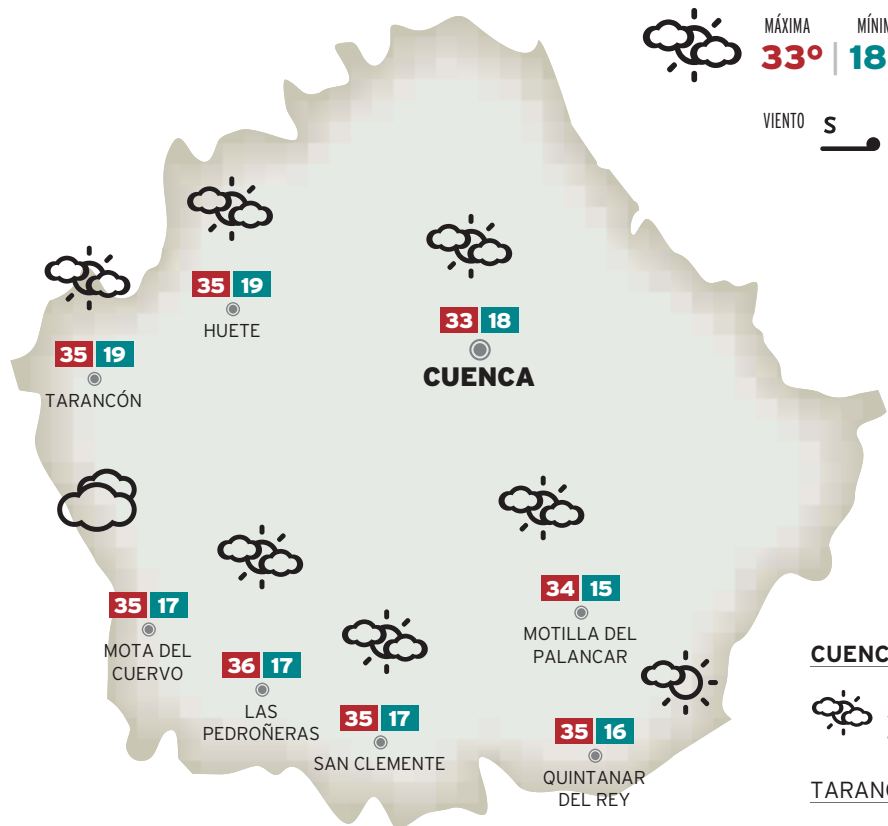 MÁXIMA
33° | 18
VIENTO S
35 19
HUETE
33 18
CUENCA
35 19
TARANCÓN
34 15
MOTILLA DEL
PALANCAR
35 17
MOTA DEL
CUERVO
36 17
LAS
PEDROÑERAS
35 17
SAN CLEMENTE
35 16
QUINTANAR
DEL REY